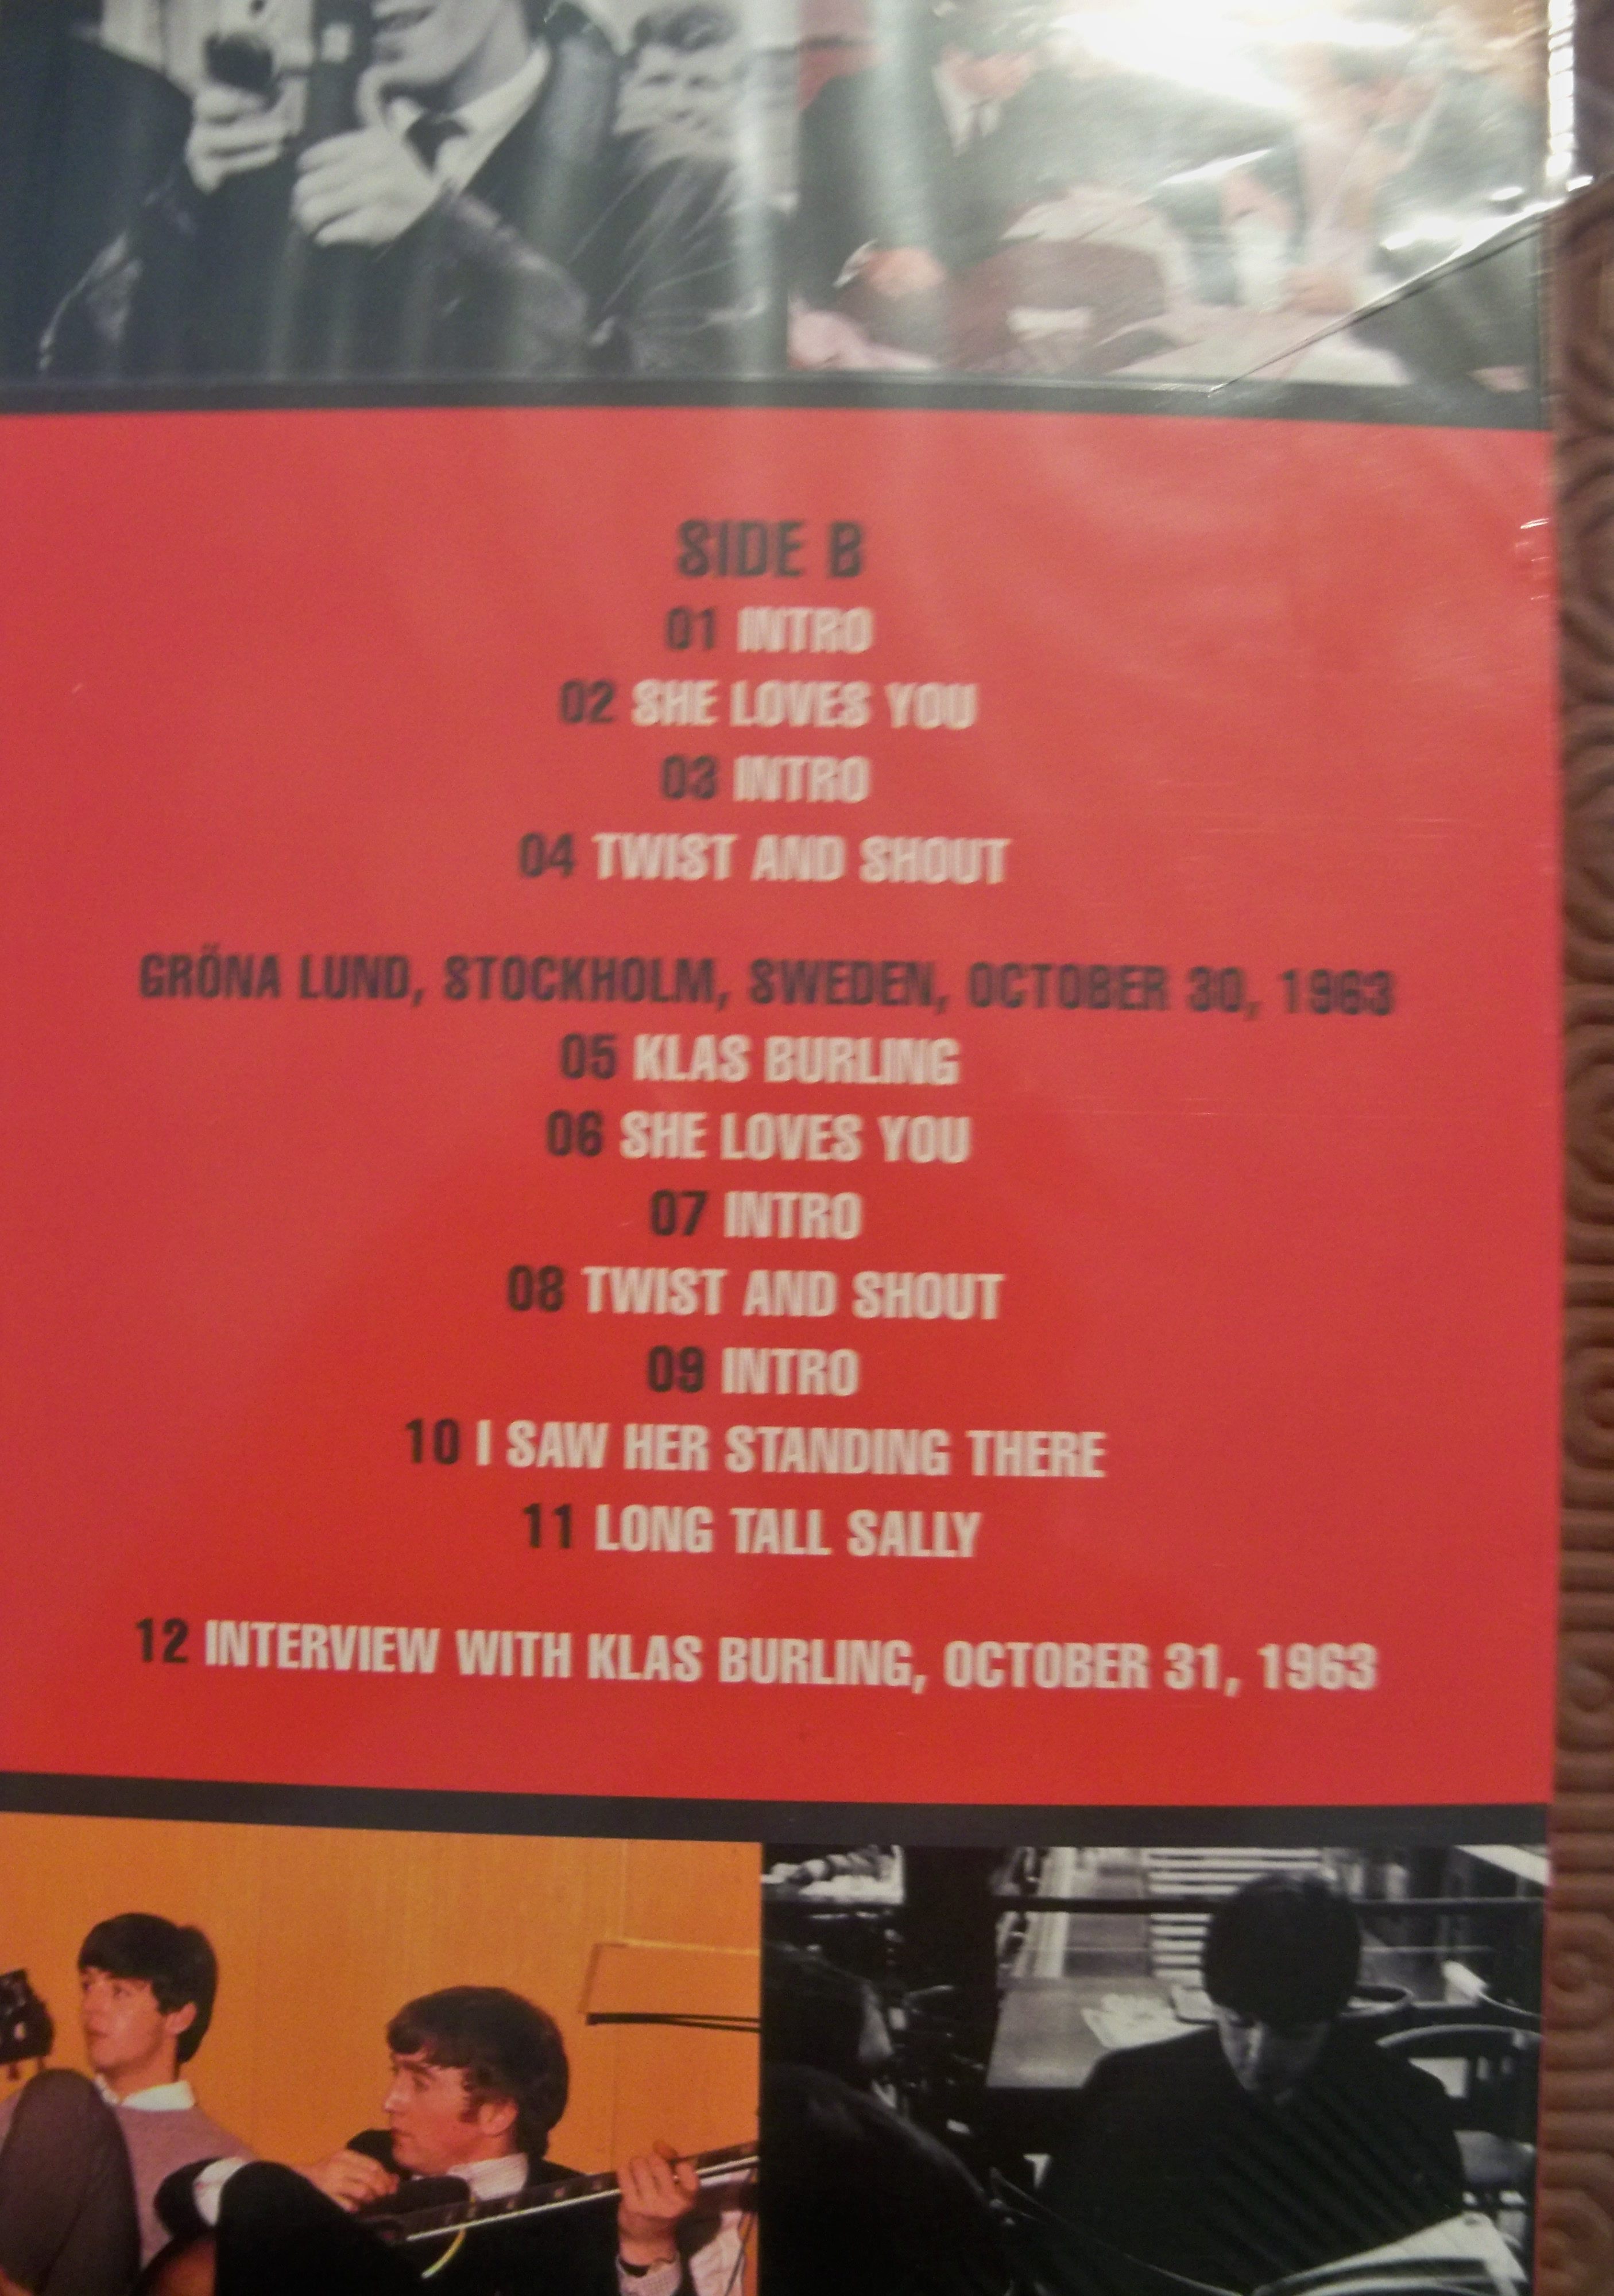 SIDE B
01 INTRO
02 SHE LOVES YOU
03 INTRO
04 TWIST AND SHOUT
GRÖNA LUND, STOCKHOLM, SWEDEN, OCTOBER 30, 1963
05 KLAS BURLING
06 SHE LOVES YOU
07 INTRO
08 TWIST AND SHOUT
09 INTRO
10 I SAW HER STANDING THERE
11 LONG TALL SALLY
12 INTERVIEW WITH KLAS BURLING, OCTOBER 31, 1963